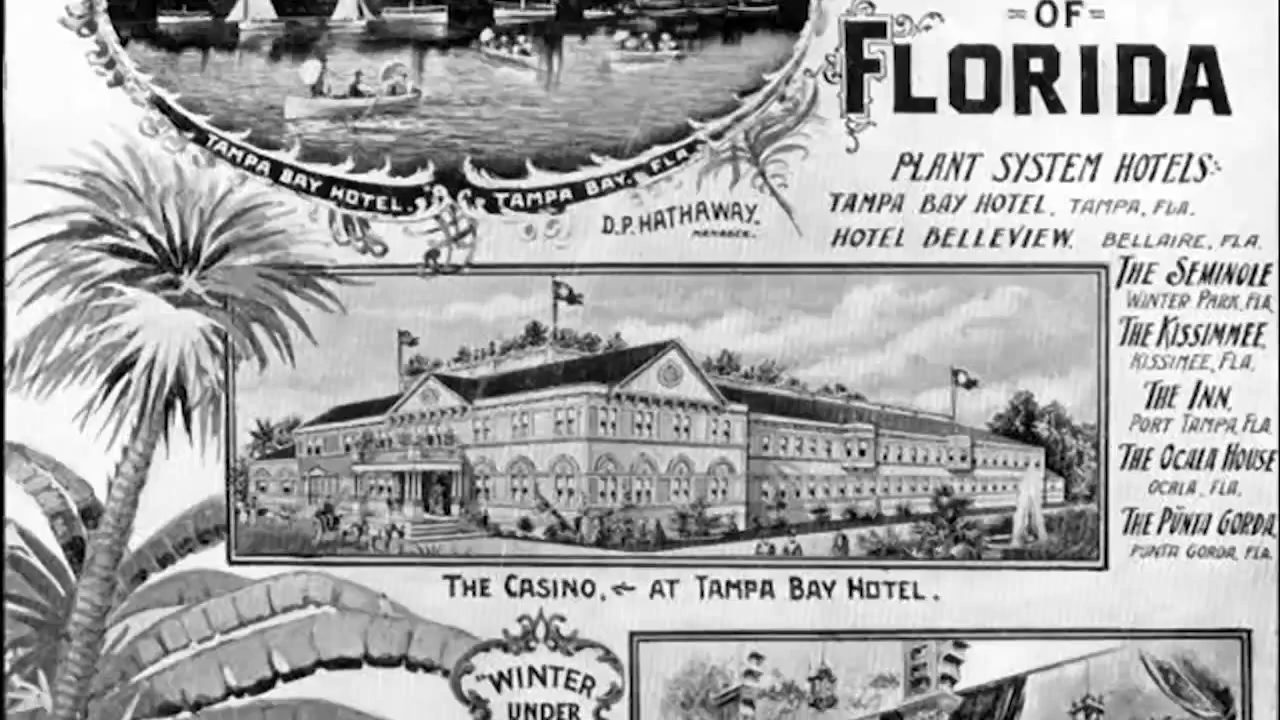 =OF=
FLORIDA
TAMPA BAY HOTEL. TAMPA BAY. FLA.
D.P. HATHAWAY.
MANAGER.
PLANT SYSTEM HOTELS:
TAMPA BAY HOTEL. TAMPA, FLA.
HOTEL BELLEVIEW. BELLAIRE, FLA.
THE SEMINOLE
WINTER PARK, FLA
THE KISSIMMEE,
KISSIMEE, FLA.
THE INN,
PORT TAMPA, FLA
THE OCALA HOUSE
OCALA, FLA.
THE PUNTA GORDA,
PUNTA GORDA, FLA.
THE CASINO, AT TAMPA BAY HOTEL.
"WINTER
UNDER